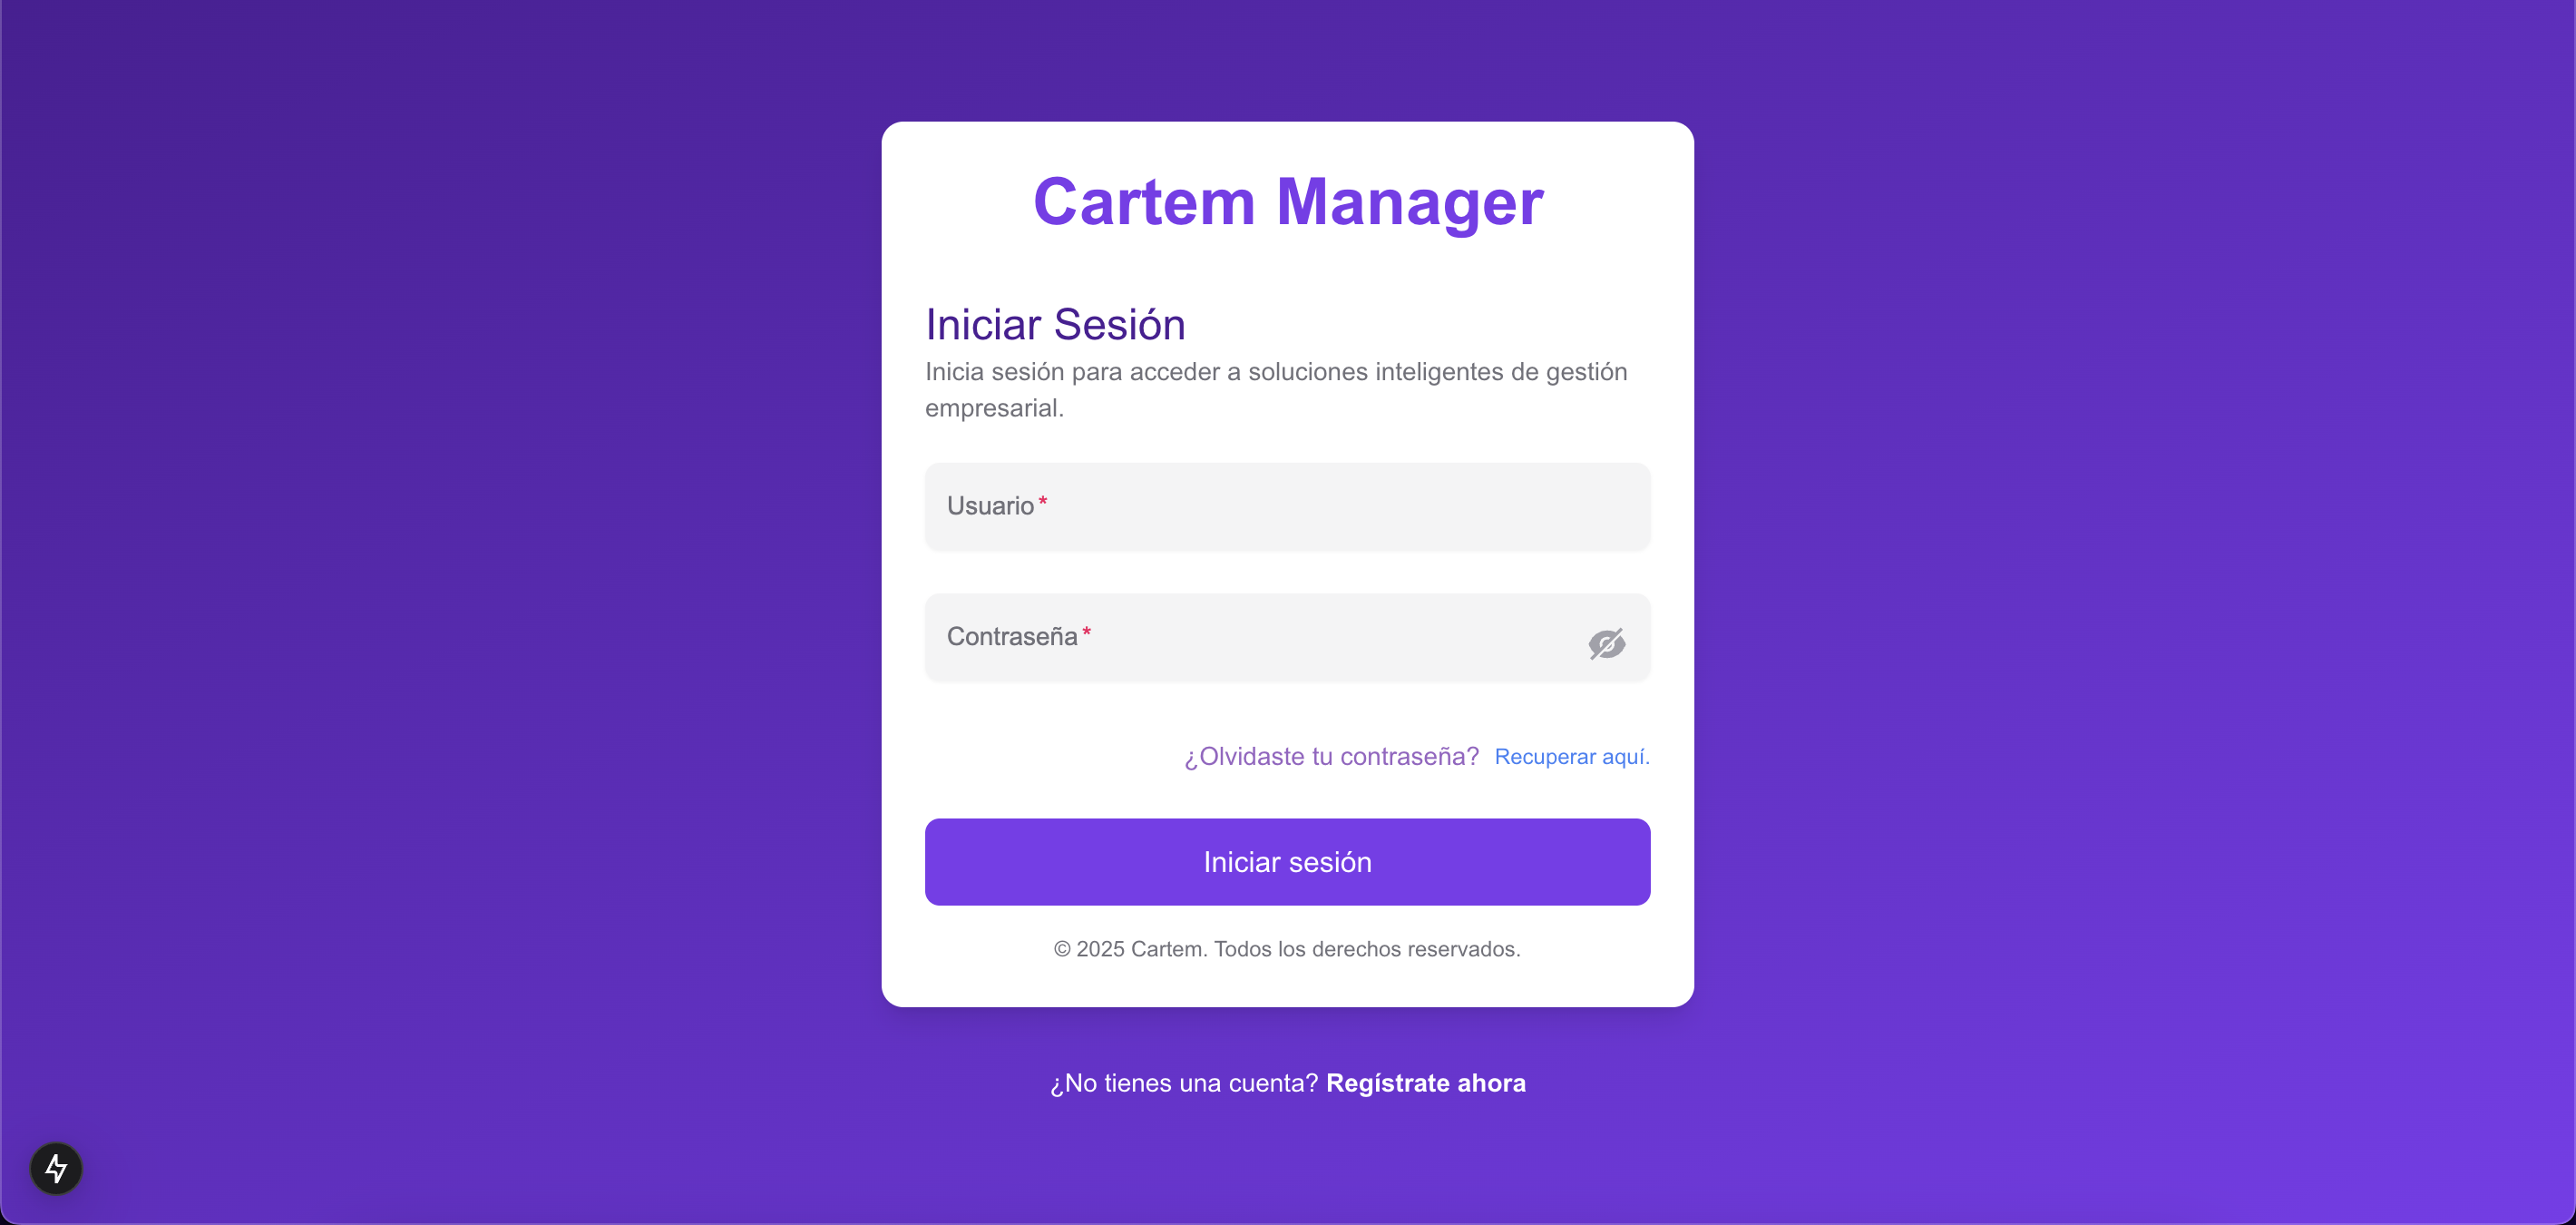 Cartem Manager
Iniciar Sesión
Inicia sesión para acceder a soluciones inteligentes de gestión
empresarial.
Usuario*
Contraseña*
¿Olvidaste tu contraseña? Recuperar aquí.
Iniciar sesión
© 2025 Cartem. Todos los derechos reservados.
¿No tienes una cuenta? Regístrate ahora